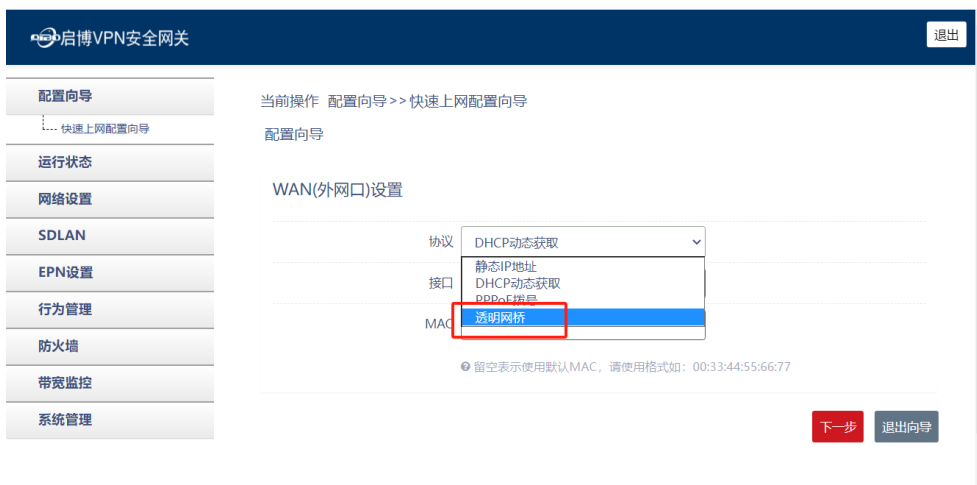 启博VPN安全网关
退出
配置向导
快速上网配置向导
运行状态
网络设置
SDLAN
EPN设置
行为管理
防火墙
带宽监控
系统管理
当前操作 配置向导>>快速上网配置向导
配置向导
WAN(外网口)设置
协议 DHCP动态获取
静态IP地址
接口 DHCP动态获取
PPPoE拨号
透明网桥
MAC
留空表示使用默认MAC，请使用格式如：00:33:44:55:66:77
下一步 退出向导